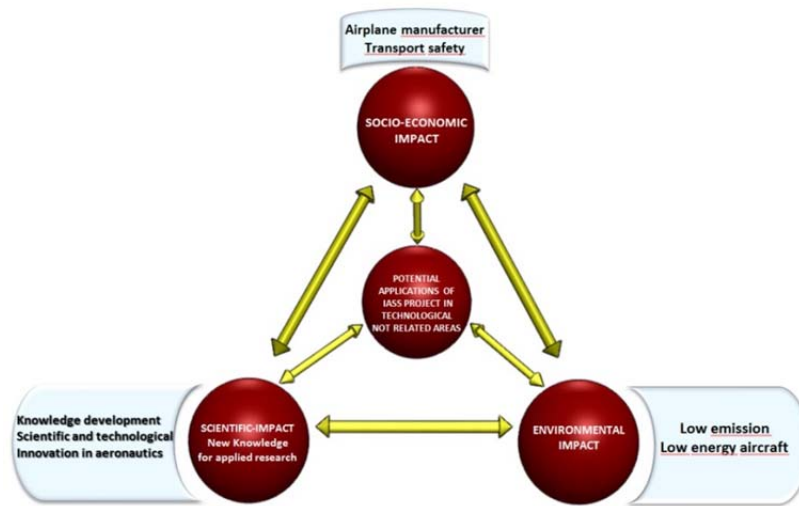 Airplane manufacturer
Transport safety
SOCIO-ECONOMIC
IMPACT
POTENTIAL
APPLICATIONS OF
IASS PROJECT IN
TECHNOLOGICAL
NOT RELATED AREAS
Knowledge development
Scientific and technological
Innovation in aeronautics
SCIENTIFIC-IMPACT
New Knowledge
for applied research
ENVIRONMENTAL
IMPACT
Low emission
Low energy aircraft